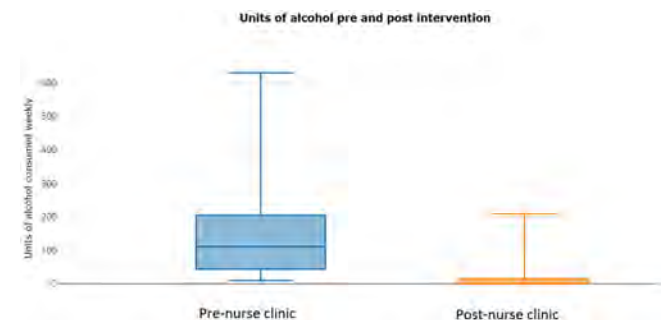 Units of alcohol pre and post intervention
Units of alcohol consumed weekly
600
500
400
300
200
100
0
Pre-nurse clinic
Post-nurse clinic